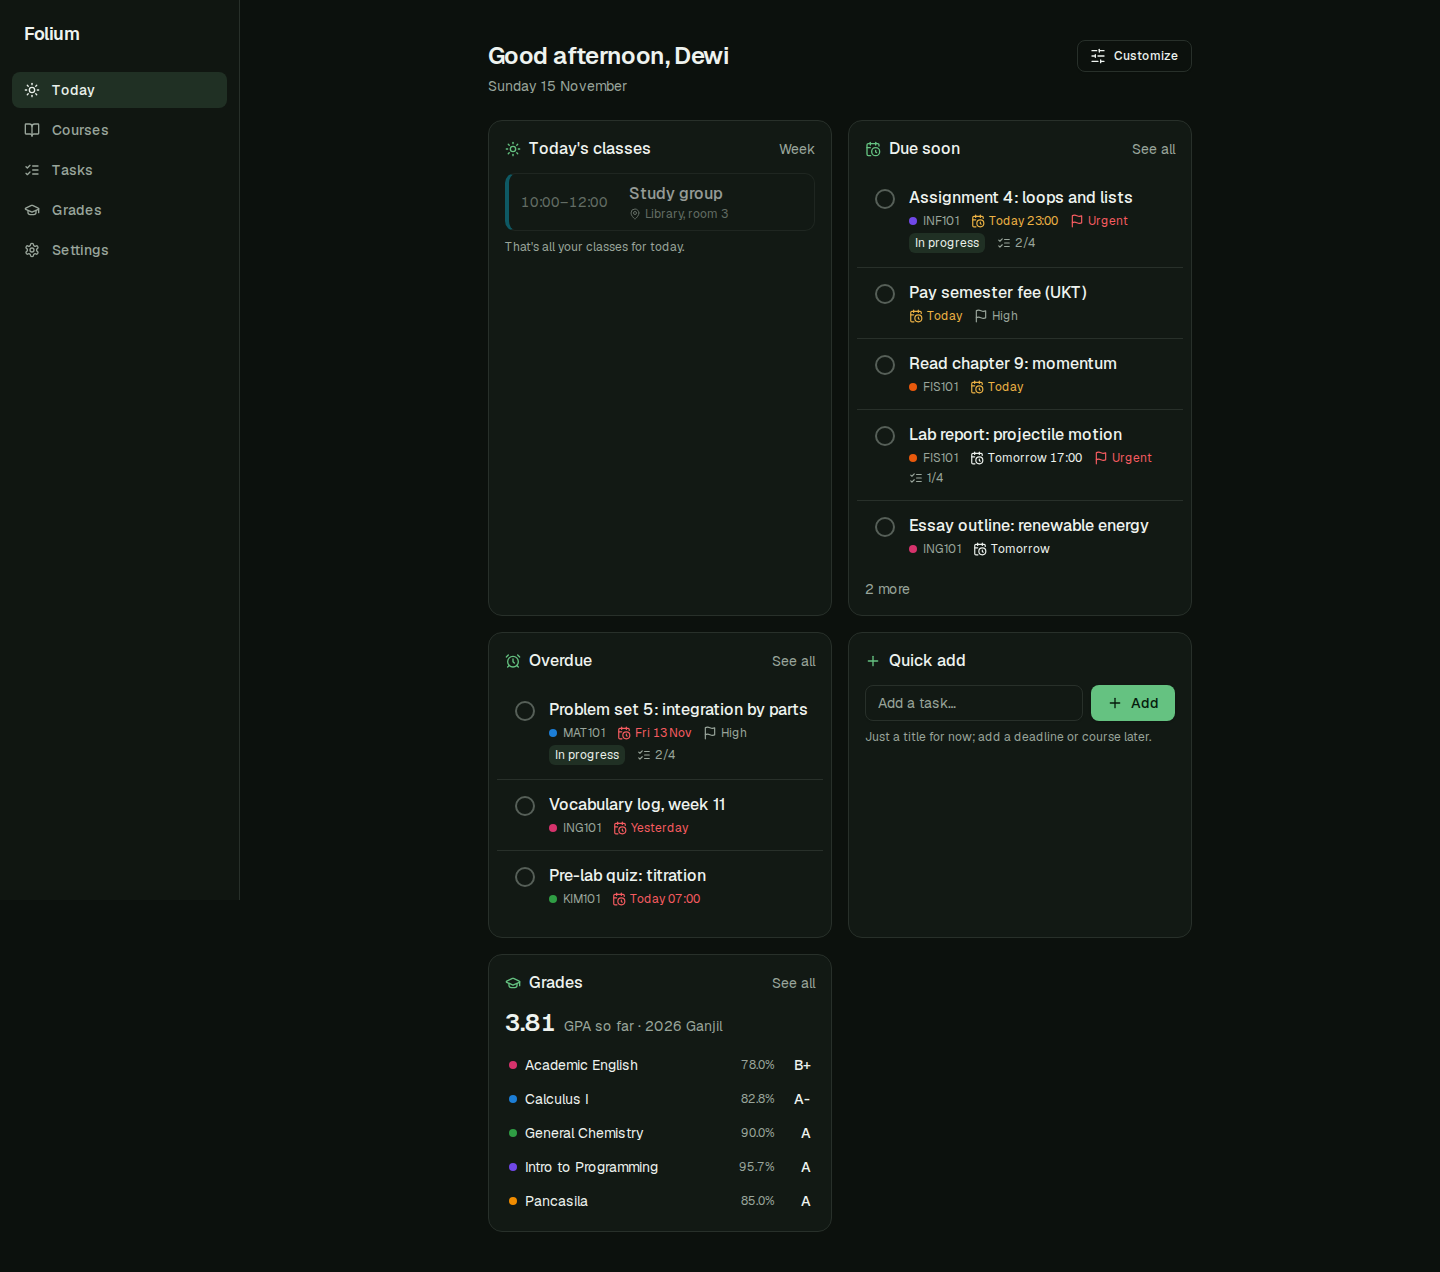 Folium
Today
Courses
Tasks
Grades
Settings
Good afternoon, Dewi
Sunday 15 November
Customize
Today's classes
Week
10:00–12:00
Study group
Library, room 3
That's all your classes for today.
Due soon
See all
Assignment 4: loops and lists
INF101 Today 23:00 Urgent
In progress 2/4
Pay semester fee (UKT)
Today High
Read chapter 9: momentum
FIS101 Today
Lab report: projectile motion
FIS101 Tomorrow 17:00 Urgent
1/4
Essay outline: renewable energy
ING101 Tomorrow
2 more
Overdue
See all
Problem set 5: integration by parts
MAT101 Fri 13 Nov High
In progress 2/4
Vocabulary log, week 11
ING101 Yesterday
Pre-lab quiz: titration
KIM101 Today 07:00
Quick add
Add a task…
Add
Just a title for now; add a deadline or course later.
Grades
See all
3.81 GPA so far · 2026 Ganjil
Academic English 78.0% B+
Calculus I 82.8% A-
General Chemistry 90.0% A
Intro to Programming 95.7% A
Pancasila 85.0% A